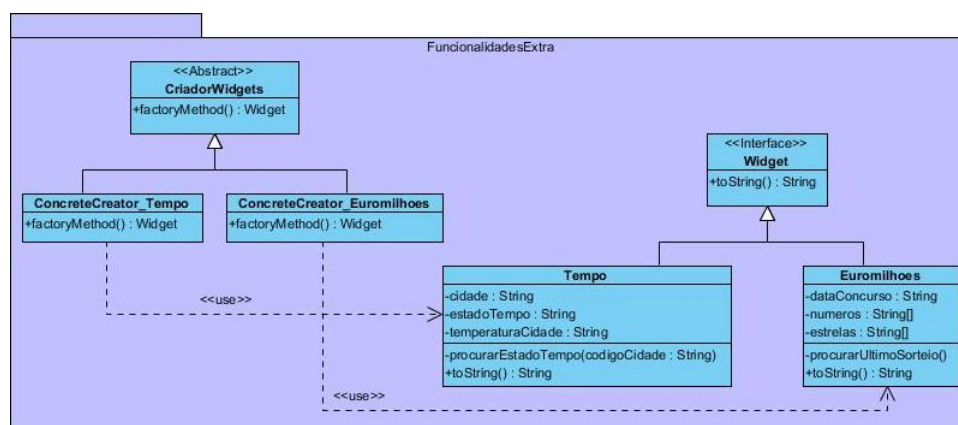 FuncionalidadesExtra
<<Abstract>>
CriadorWidgets
+factoryMethod() : Widget
<<Interface>>
Widget
+toString() : String
ConcreteCreator_Tempo
+factoryMethod() : Widget
ConcreteCreator_Euromilhoes
+factoryMethod() : Widget
Tempo
-cidade : String
-estadoTempo : String
-temperaturaCidade : String
-procurarEstadoTempo(codigoCidade : String)
+toString() : String
Euromilhoes
-dataConcurso : String
-numeros : String[]
-estrelas : String[]
-procurarUltimoSorteio()
+toString() : String
<<use>>
<<use>>